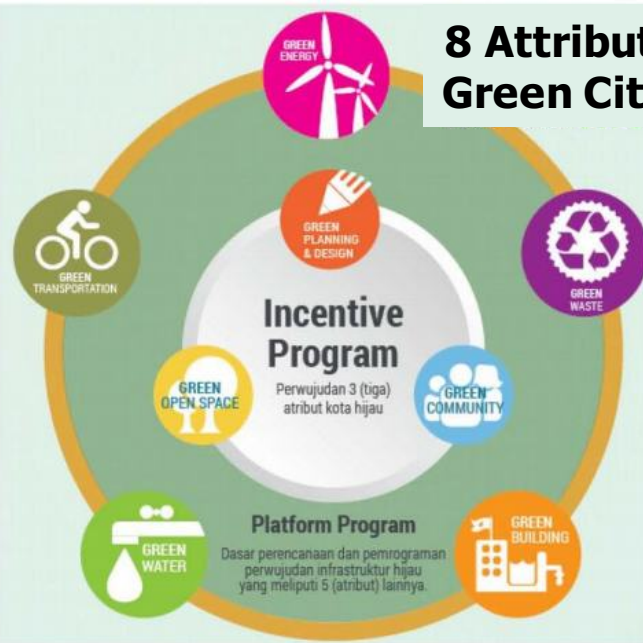 8 Attribut
Green Cit
GREEN
ENERGY
GREEN
PLANNING
& DESIGN
GREEN
TRANSPORTATION
GREEN
WASTE
Incentive
Program
Perwujudan 3 (tiga)
atribut kota hijau
GREEN
OPEN SPACE
GREEN
COMMUNITY
Platform Program
Dasar perencanaan dan pemrograman
perwujudan infrastruktur hijau
yang meliputi 5 (atribut) lainnya.
GREEN
WATER
GREEN
BUILDING